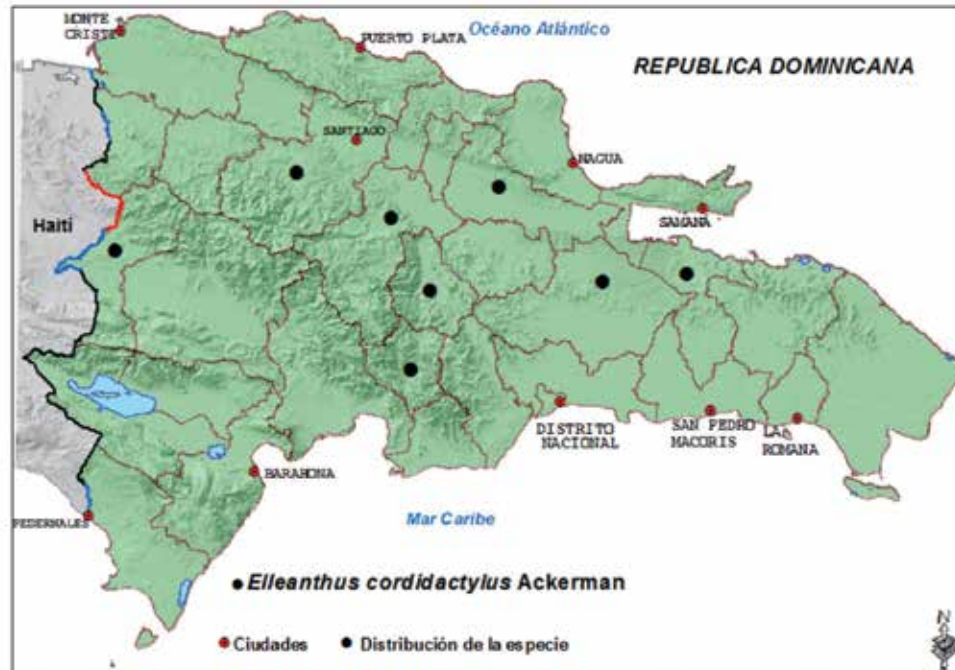 MONTE
CRISTI
PUERTO PLATA
Océano Atlántico
REPUBLICA DOMINICANA
SANTIAGO
NAGUA
SAMANA
Haití
DISTRITO
NACIONAL
SAN PEDRO
MACORIS
LA
ROMANA
BARAHONA
PEDERNALES
Mar Caribe
Elleanthus cordidactylus Ackerman
Ciudades
Distribución de la especie
N